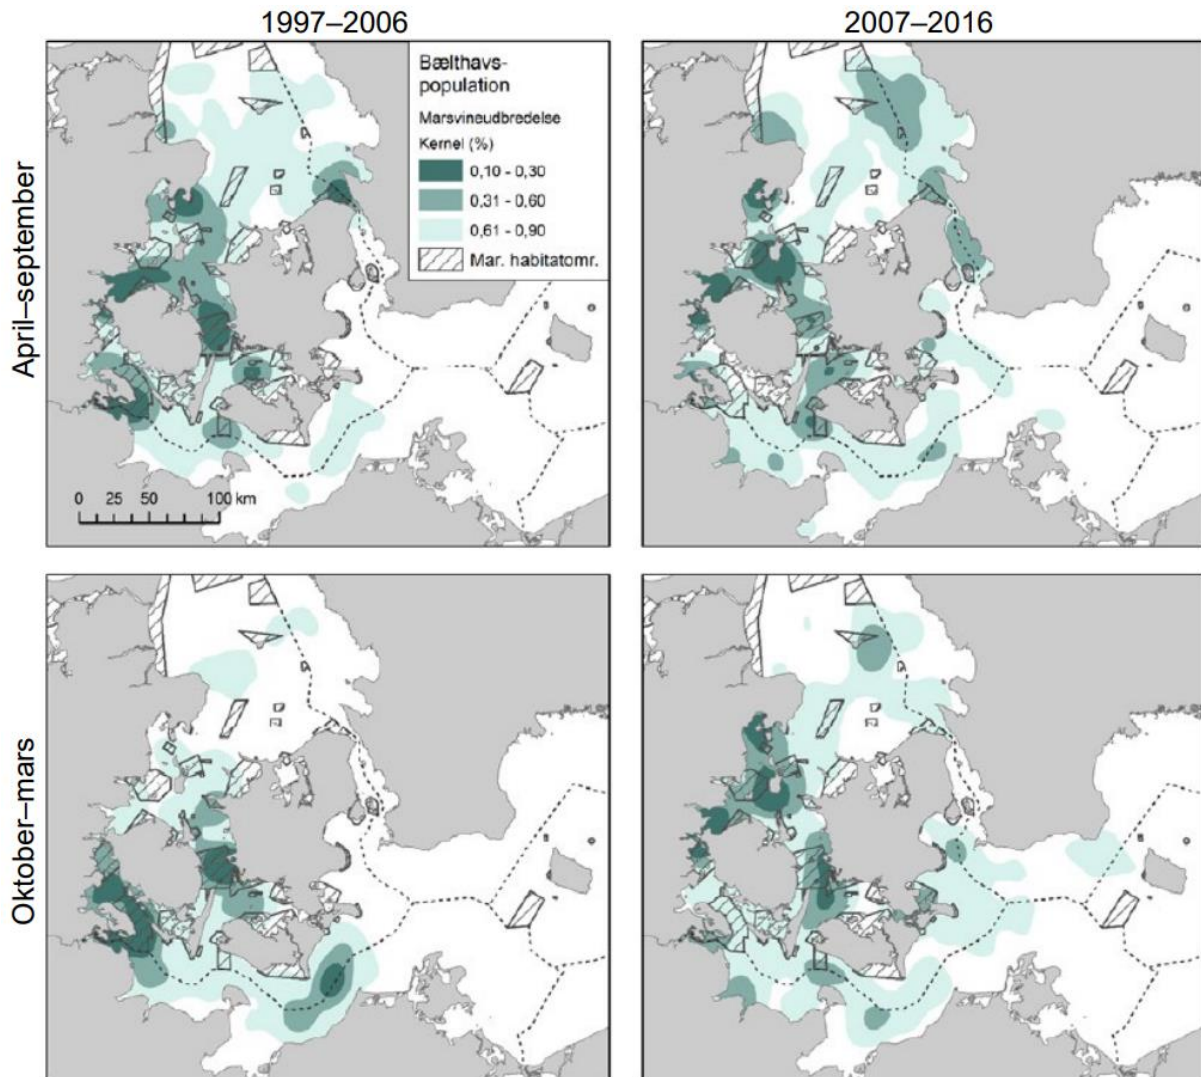 1997–2006
2007–2016
April–september
Bælthavs-
population
Marsvineudbredelse
Kernel (%)
0,10 - 0,30
0,31 - 0,60
0,61 - 0,90
Mar. habitatomr.
0 25 50 100 km
Oktober–mars